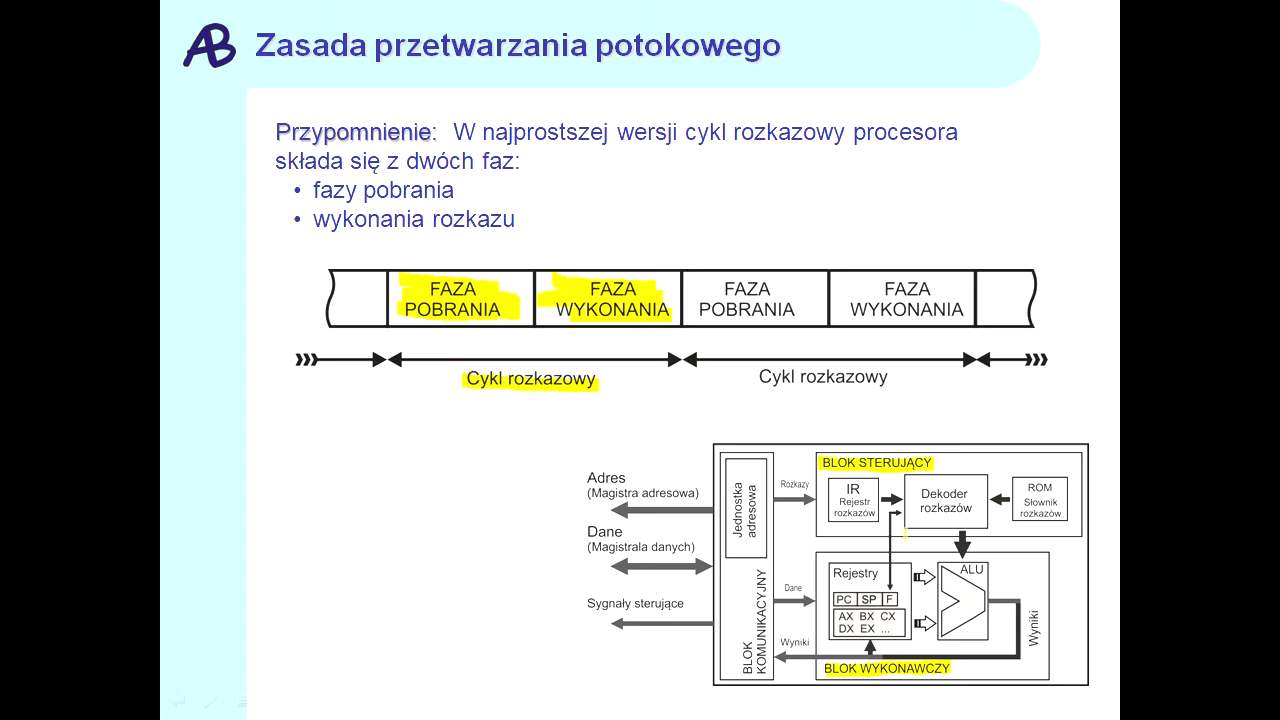 AB
Zasada przetwarzania potokowego
Przypomnienie: W najprostszej wersji cykl rozkazowy procesora
składa się z dwóch faz:
• fazy pobrania
• wykonania rozkazu
FAZA POBRANIA
FAZA WYKONANIA
FAZA POBRANIA
FAZA WYKONANIA
Cykl rozkazowy
Cykl rozkazowy
Adres
(Magistra adresowa)
Dane
(Magistrala danych)
Sygnały sterujące
Jednostka
adresowa
BLOK
KOMUNIKACYJNY
Rozkazy
Dane
Wyniki
BLOK STERUJĄCY
IR
Rejestr
rozkazów
Dekoder
rozkazów
ROM
Słownik
rozkazów
Rejestry
PC SP F
AX BX CX
DX EX ...
ALU
Wyniki
BLOK WYKONAWCZY